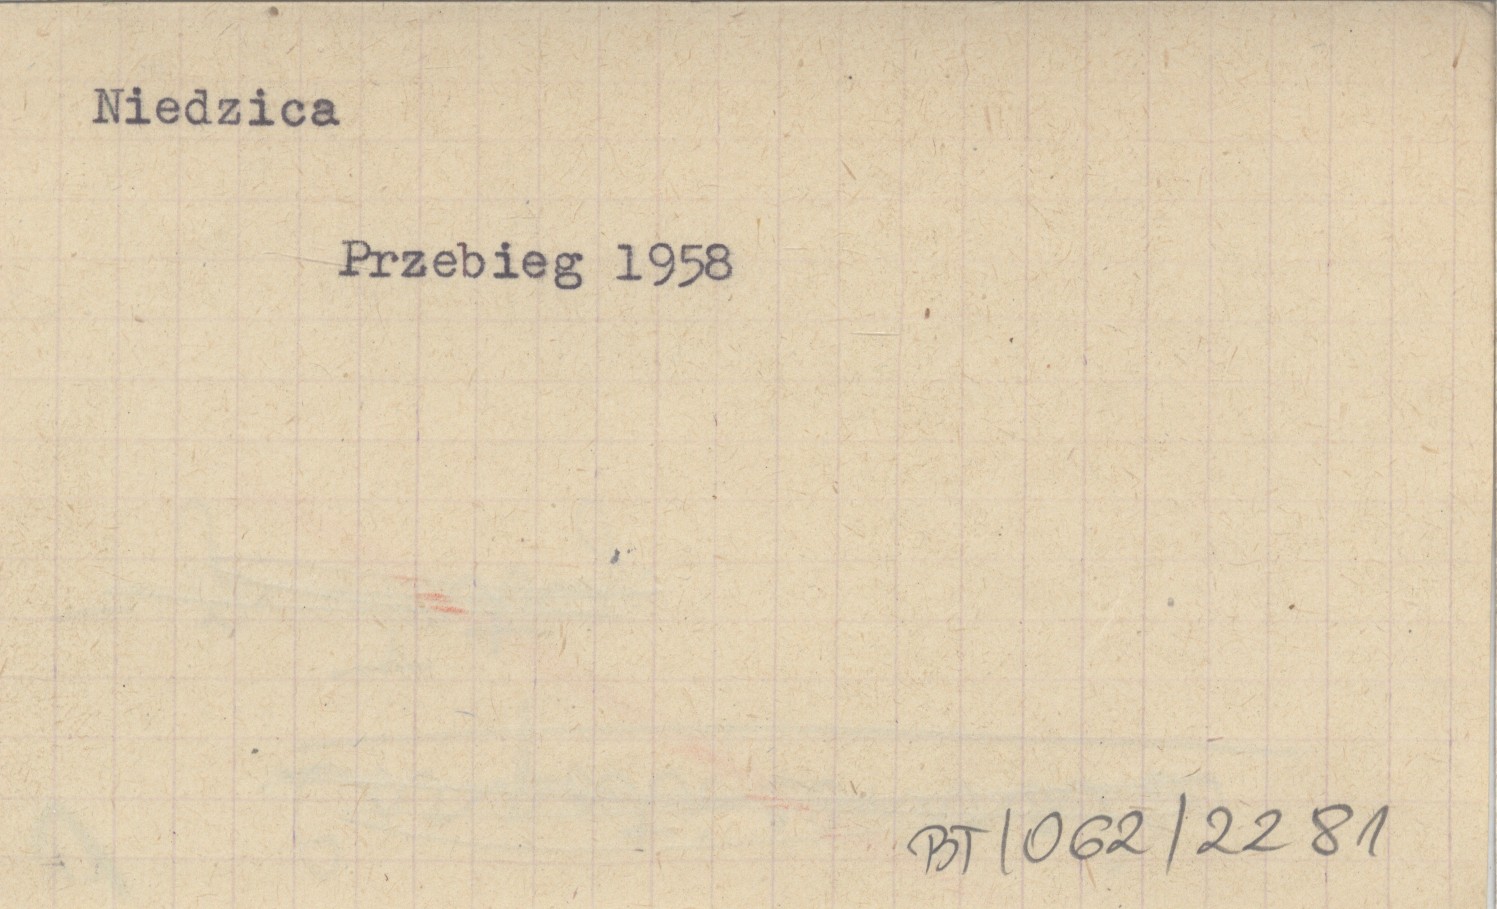 Niedzica
Przebieg 1958
BT/062/2281